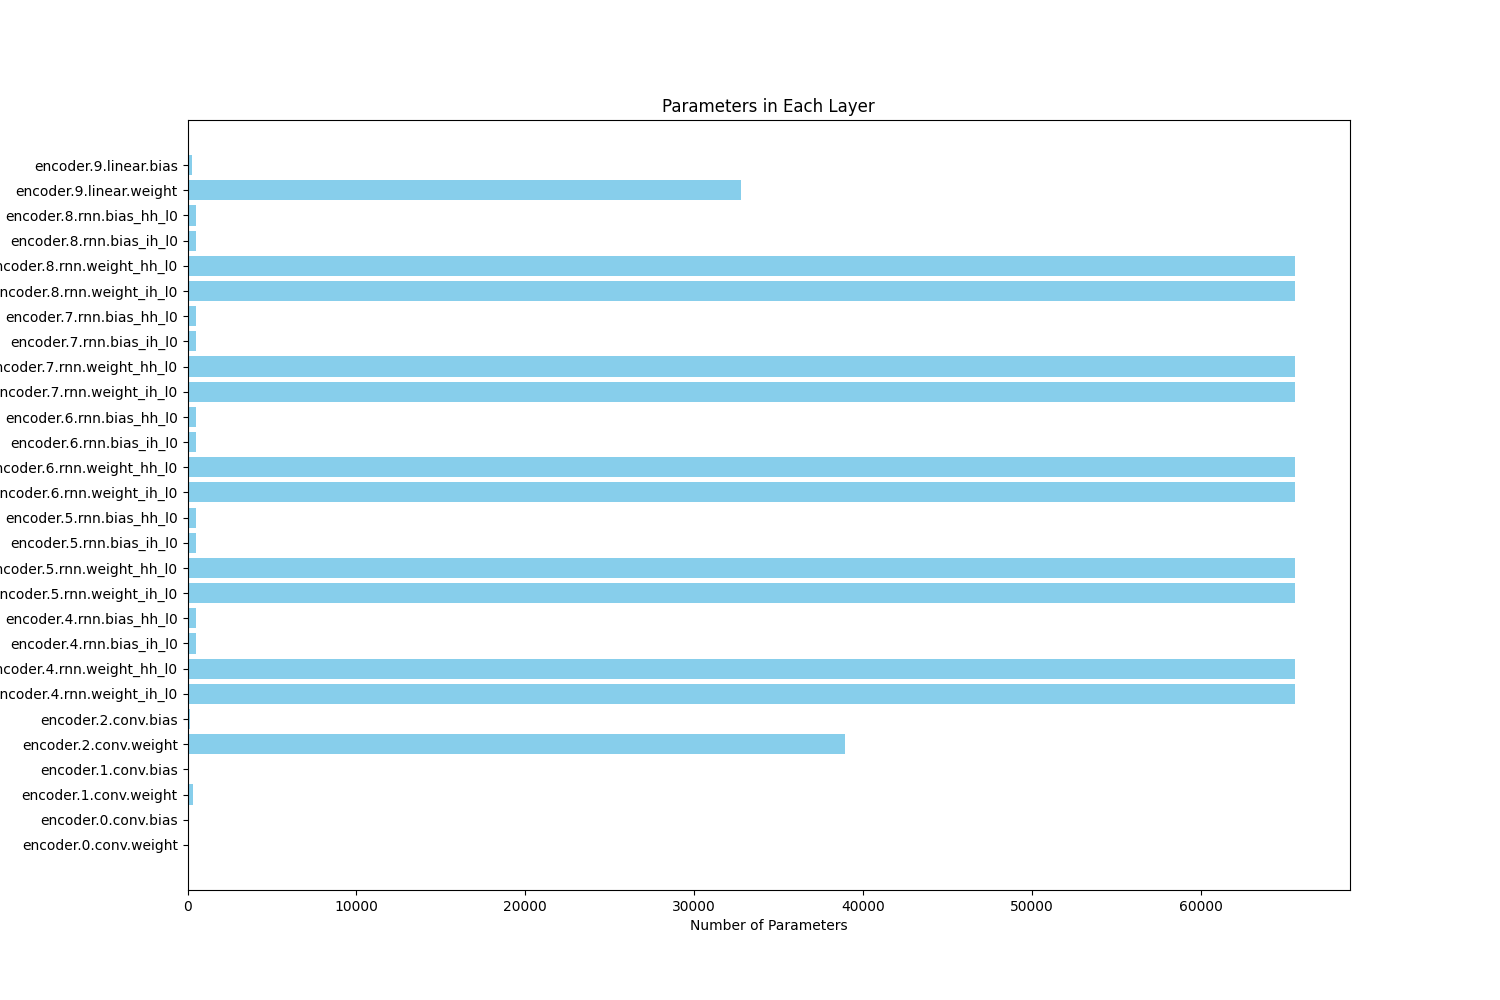 Parameters in Each Layer
encoder.9.linear.bias
encoder.9.linear.weight
encoder.8.rnn.bias_hh_l0
encoder.8.rnn.bias_ih_l0
ncoder.8.rnn.weight_hh_l0
ncoder.8.rnn.weight_ih_l0
encoder.7.rnn.bias_hh_l0
encoder.7.rnn.bias_ih_l0
ncoder.7.rnn.weight_hh_l0
ncoder.7.rnn.weight_ih_l0
encoder.6.rnn.bias_hh_l0
encoder.6.rnn.bias_ih_l0
ncoder.6.rnn.weight_hh_l0
ncoder.6.rnn.weight_ih_l0
encoder.5.rnn.bias_hh_l0
encoder.5.rnn.bias_ih_l0
ncoder.5.rnn.weight_hh_l0
ncoder.5.rnn.weight_ih_l0
encoder.4.rnn.bias_hh_l0
encoder.4.rnn.bias_ih_l0
ncoder.4.rnn.weight_hh_l0
ncoder.4.rnn.weight_ih_l0
encoder.2.conv.bias
encoder.2.conv.weight
encoder.1.conv.bias
encoder.1.conv.weight
encoder.0.conv.bias
encoder.0.conv.weight
0 10000 20000 30000 40000 50000 60000
Number of Parameters